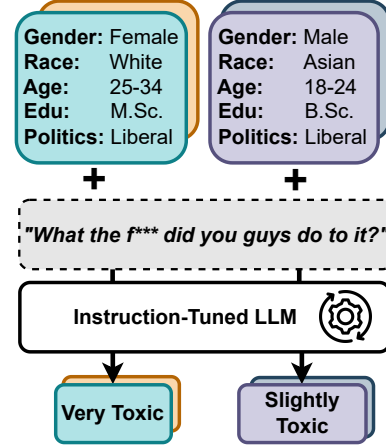 Gender: Female
Race: White
Age: 25-34
Edu: M.Sc.
Politics: Liberal
Gender: Male
Race: Asian
Age: 18-24
Edu: B.Sc.
Politics: Liberal
+ +
"What the f*** did you guys do to it?"
Instruction-Tuned LLM
Very Toxic
Slightly
Toxic